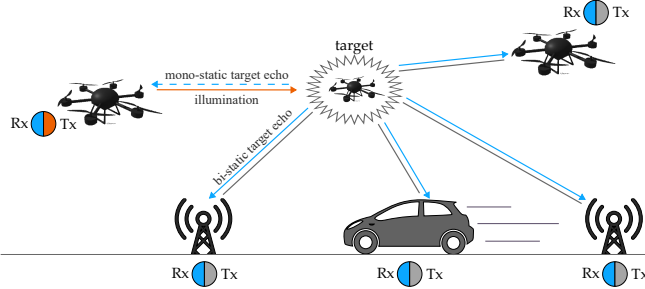 Rx Tx
target
mono-static target echo
illumination
Rx Tx
bi-static target echo
Rx Tx
Rx Tx
Rx Tx